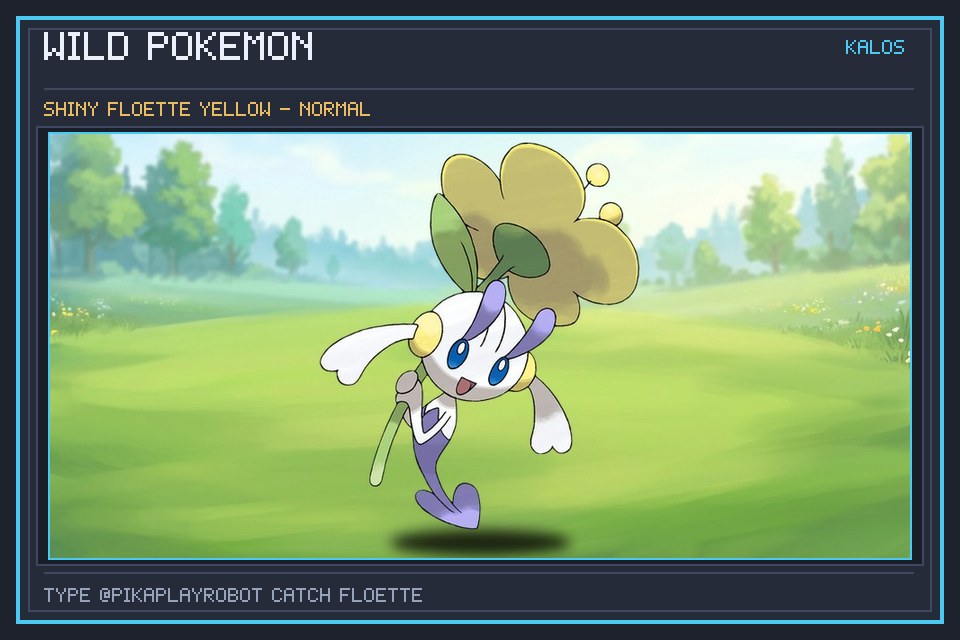 WILD POKEMON
KALOS
SHINY FLOETTE YELLOW - NORMAL
TYPE @PIKAPLAYROBOT CATCH FLOETTE